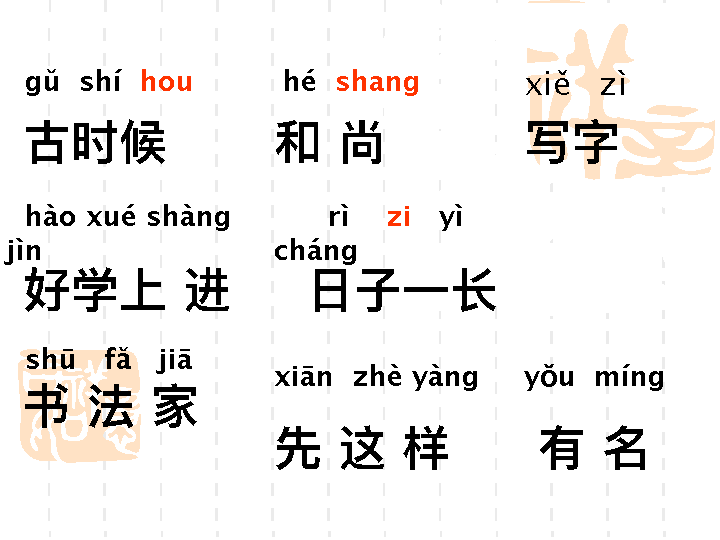 gǔ shí hou hé shang xiě zì
古时候 和 尚 写字
hào xué shàng jìn rì zi yì cháng
好学上 进 日子一长
shū fǎ jiā xiān zhè yàng yǒu míng
书 法 家 先 这 样 有 名